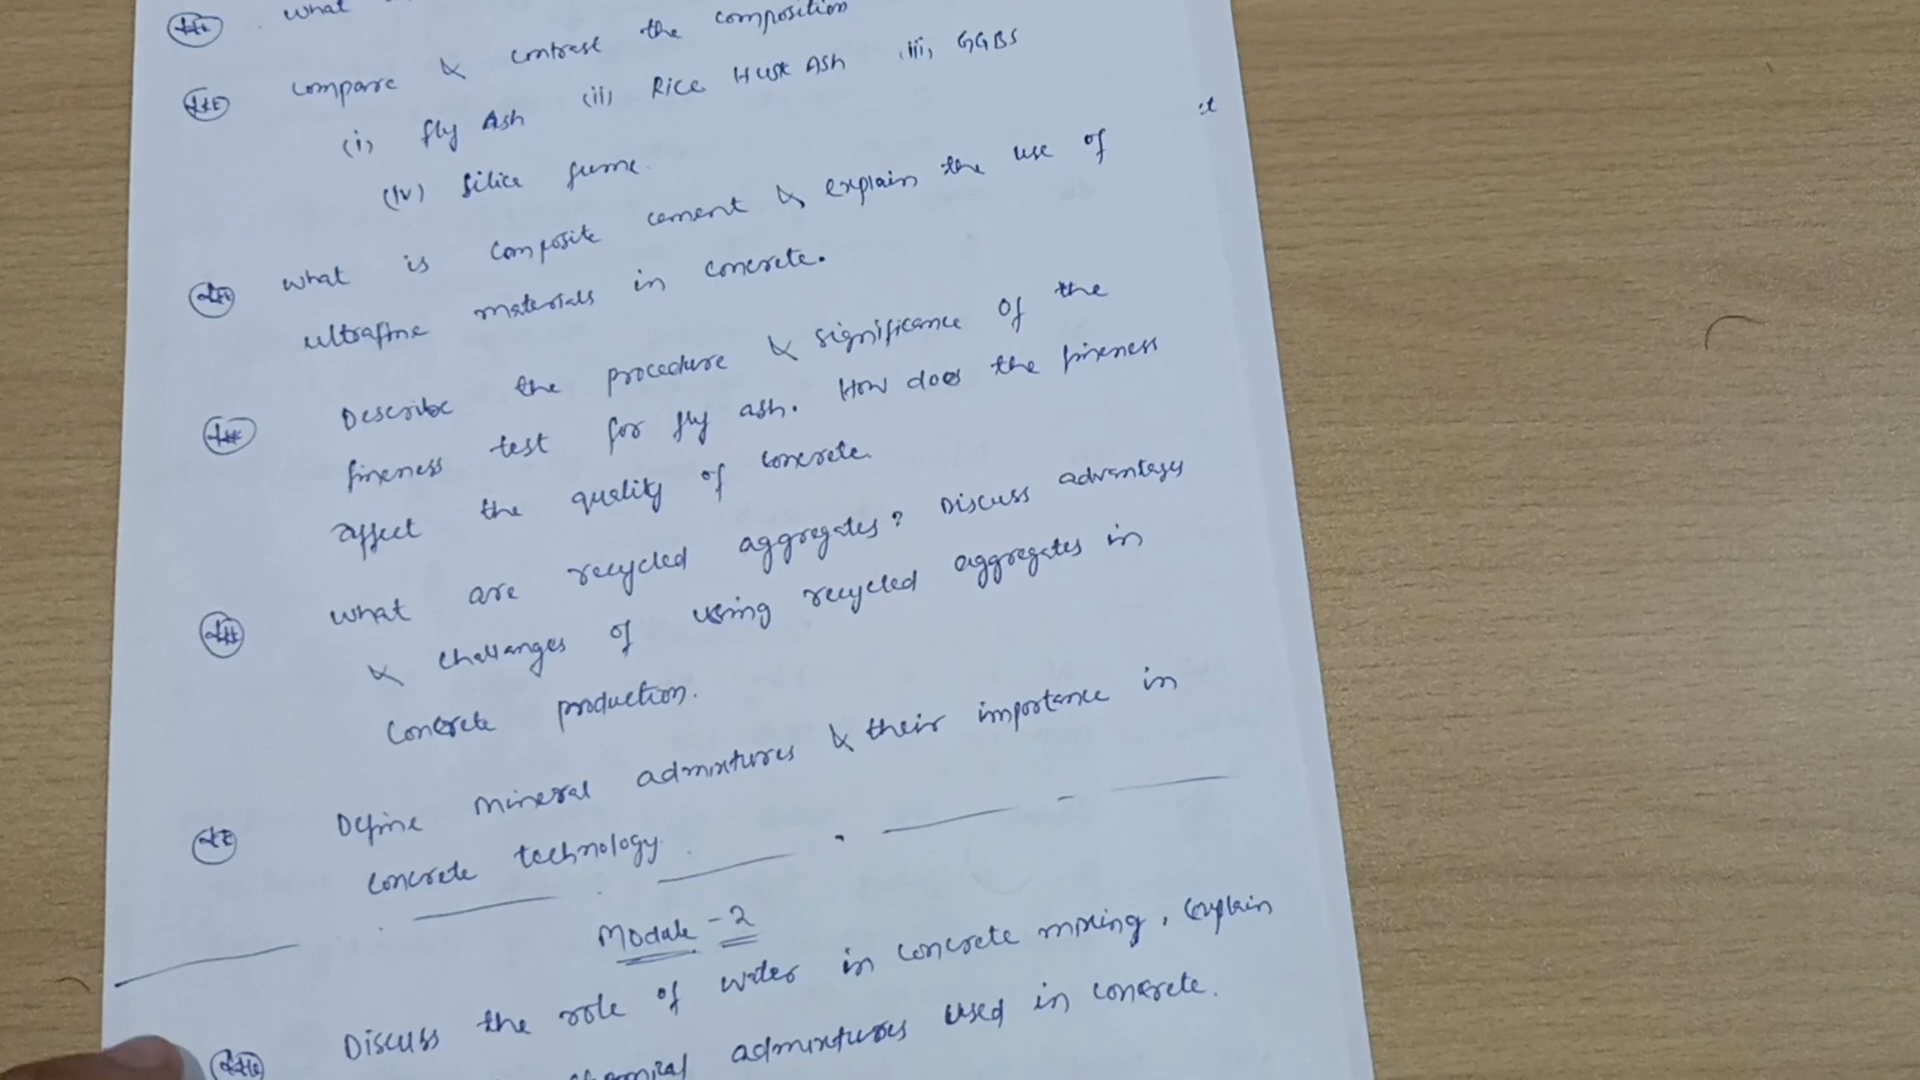 what
compare & contrast the composition
(i) fly Ash (ii) Rice Husk Ash iii, GGBS
(iv) Silica fume.
what is composite cement & explain the use of
ultrafine materials in concrete.
Describe the procedure & significance of the
fineness test for fly ash. How does the fineness
affect the quality of concrete.
what are recycled aggregates? Discuss advantages
& challanges of using recycled aggregates in
concrete production.
Define mineral admixtures & their importance in
concrete technology.
Module - 2
Discuss the role of water in concrete mixing. Explain
chemical admixtures used in concrete.